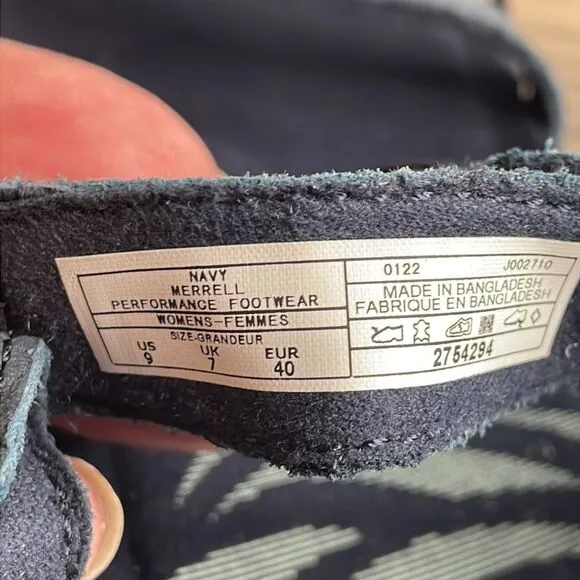 NAVY
MERRELL
PERFORMANCE FOOTWEAR
WOMENS-FEMMES
SIZE-GRANDEUR
US UK EUR
9 7 40
0122 J002710
MADE IN BANGLADESH
FABRIQUE EN BANGLADESH
2754294